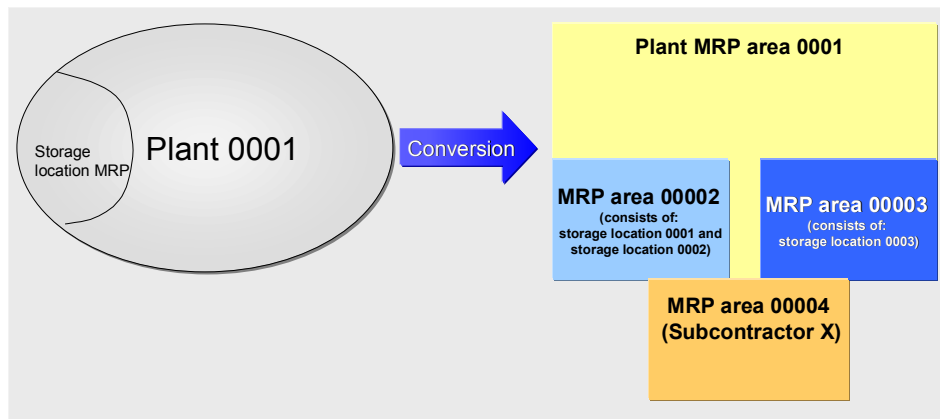 Storage
location MRP
Plant 0001
Conversion
Plant MRP area 0001
MRP area 00002
(consists of:
storage location 0001 and
storage location 0002)
MRP area 00003
(consists of:
storage location 0003)
MRP area 00004
(Subcontractor X)